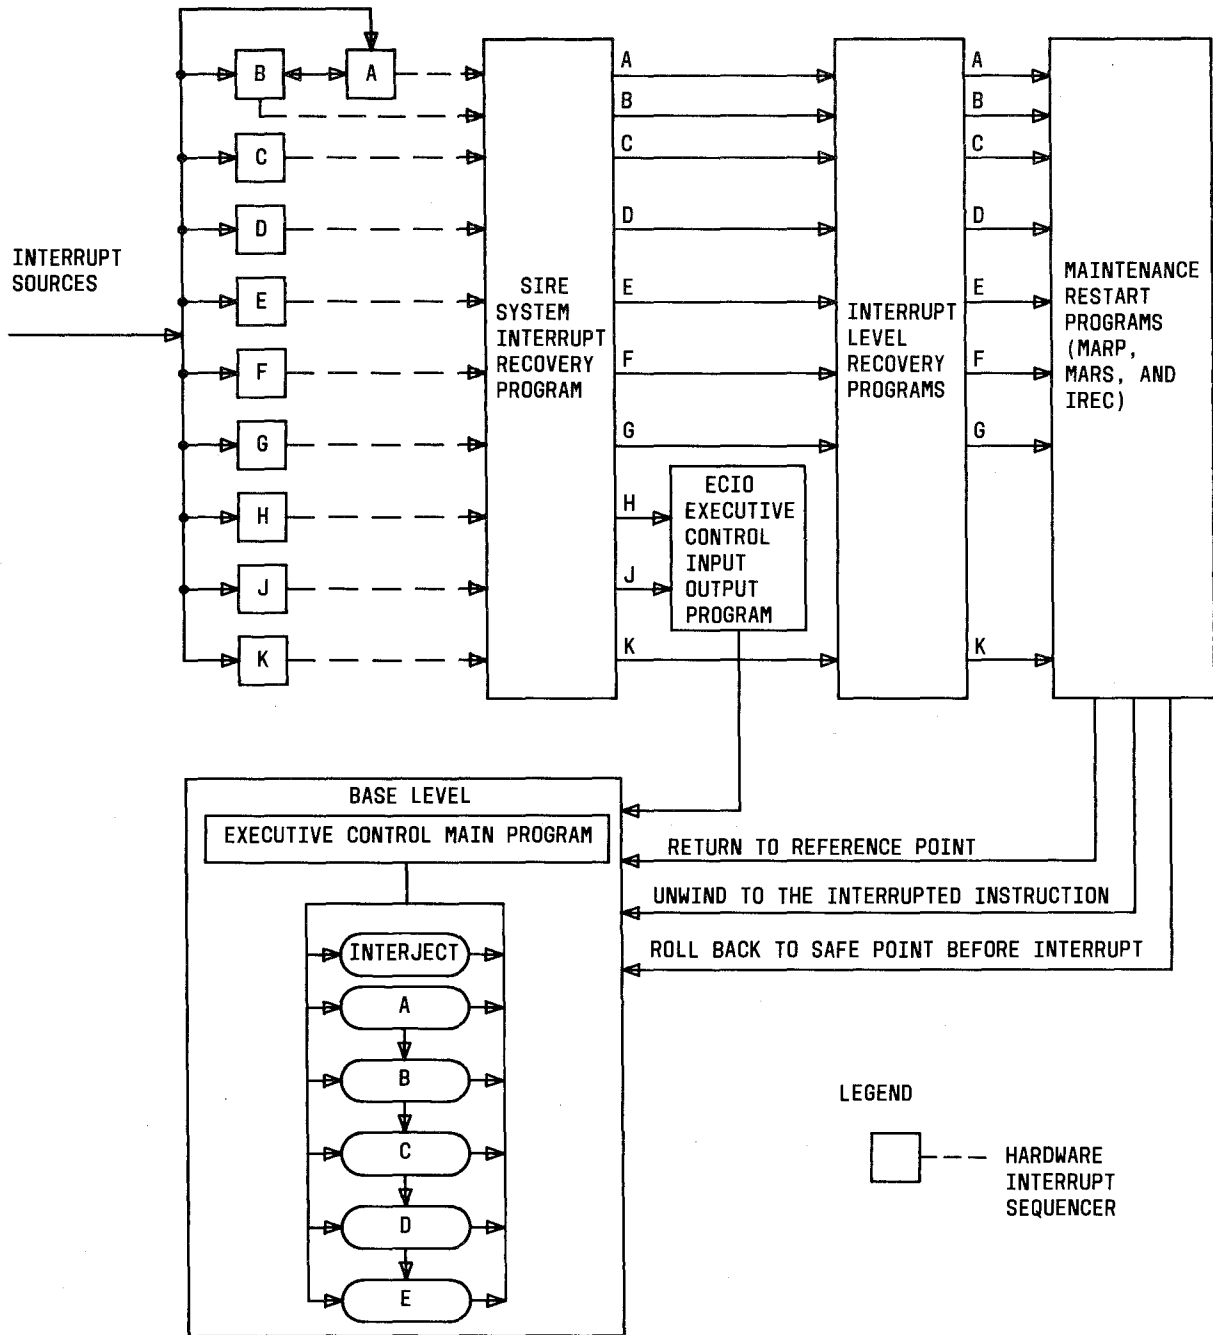 B
A
C
D
E
F
G
H
J
K
INTERRUPT
SOURCES
SIRE
SYSTEM
INTERRUPT
RECOVERY
PROGRAM
A
B
C
D
E
F
G
H
J
K
ECIO
EXECUTIVE
CONTROL
INPUT
OUTPUT
PROGRAM
INTERRUPT
LEVEL
RECOVERY
PROGRAMS
A
B
C
D
E
F
G
K
MAINTENANCE
RESTART
PROGRAMS
(MARP,
MARS, AND
IREC)
BASE LEVEL
EXECUTIVE CONTROL MAIN PROGRAM
INTERJECT
A
B
C
D
E
RETURN TO REFERENCE POINT
UNWIND TO THE INTERRUPTED INSTRUCTION
ROLL BACK TO SAFE POINT BEFORE INTERRUPT
LEGEND
HARDWARE
INTERRUPT
SEQUENCER